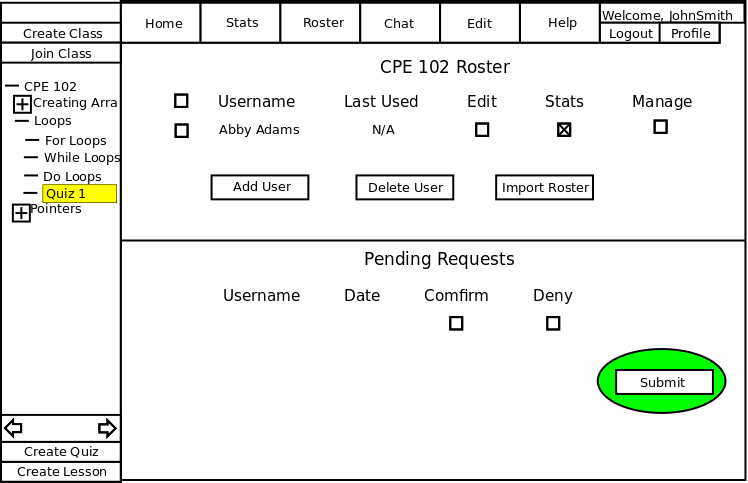 Home Stats Roster Chat Edit Help Welcome, JohnSmith
Logout Profile
Create Class
Join Class
CPE 102
Creating Arra
Loops
For Loops
While Loops
Do Loops
Quiz 1
Pointers
Create Quiz
Create Lesson
CPE 102 Roster
Username Last Used Edit Stats Manage
Abby Adams N/A
Add User Delete User Import Roster
Pending Requests
Username Date Comfirm Deny
Submit